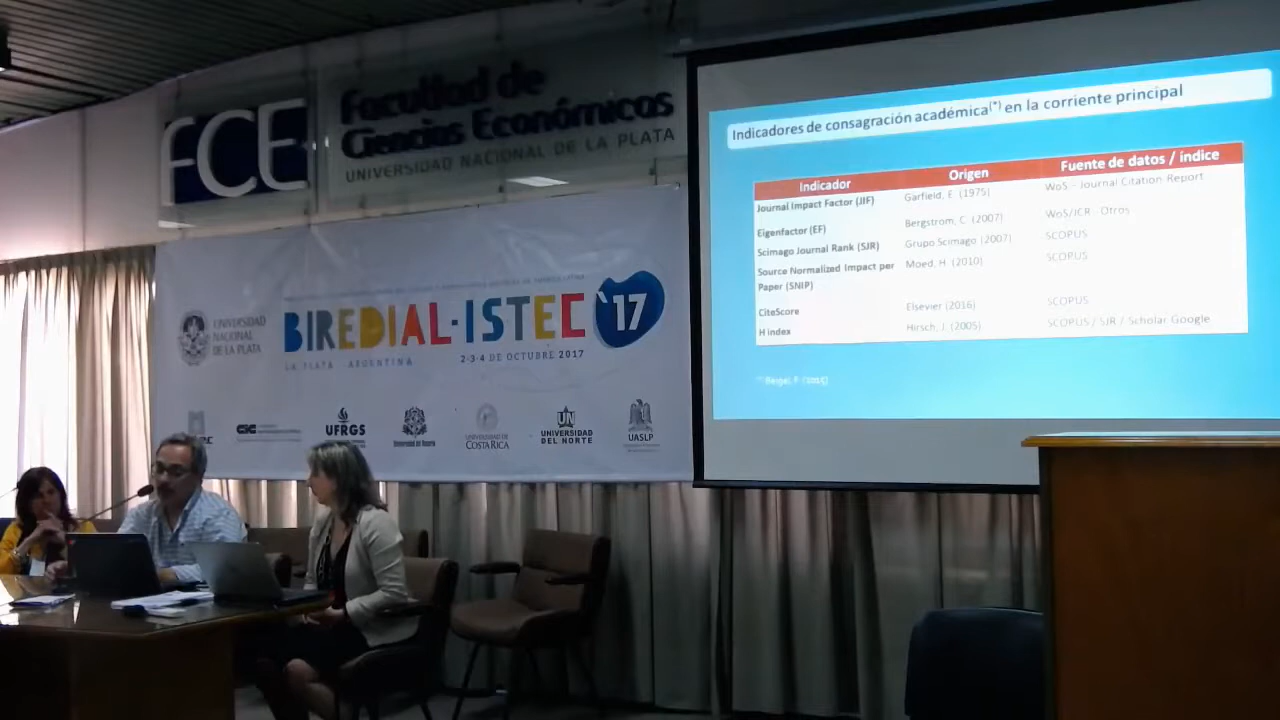 FCE
Facultad de
Ciencias Económicas
UNIVERSIDAD NACIONAL DE LA PLATA
UNIVERSIDAD
NACIONAL
DE LA PLATA
BIREDIAL-ISTEC '17
LA PLATA ARGENTINA
2-3-4 DE OCTUBRE 2017
UFRGS
UNIVERSIDAD DE
COSTA RICA
UN
UNIVERSIDAD
DEL NORTE
UASLP
Indicadores de consagración académica(*) en la corriente principal
Indicador Origen Fuente de datos / índice
Journal Impact Factor (JIF) Garfield, E. (1975) WoS - Journal Citation Report
Eigenfactor (EF) Bergstrom, C. (2007) WoS/JCR - Otros
Scimago Journal Rank (SJR) Grupo Scimago (2007) SCOPUS
Source Normalized Impact per Moed, H. (2010) SCOPUS
Paper (SNIP)
CiteScore Elsevier (2016) SCOPUS
H index Hirsch, J. (2005) SCOPUS / SJR / Scholar Google